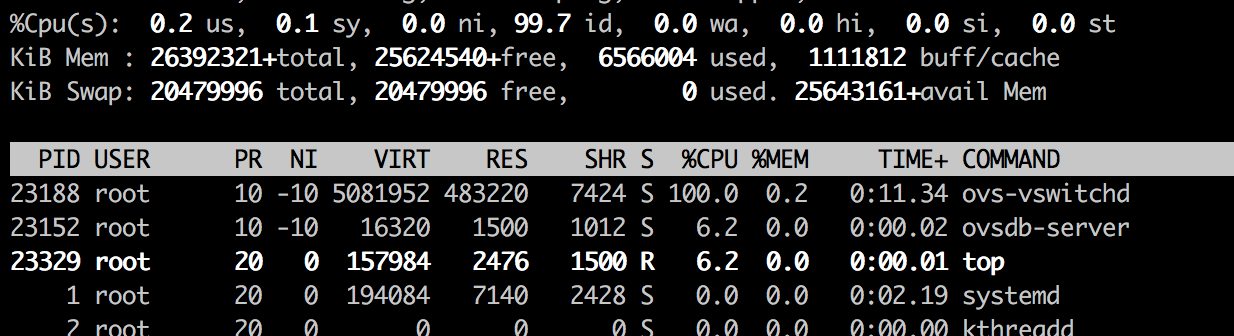 %Cpu(s):  0.2 us,  0.1 sy,  0.0 ni, 99.7 id,  0.0 wa,  0.0 hi,  0.0 si,  0.0 st
KiB Mem : 26392321+total, 25624540+free,  6566004 used,  1111812 buff/cache
KiB Swap: 20479996 total, 20479996 free,        0 used. 25643161+avail Mem
PID USER      PR  NI    VIRT    RES    SHR S  %CPU %MEM     TIME+ COMMAND
23188 root      10 -10 5081952 483220   7424 S 100.0  0.2   0:11.34 ovs-vswitchd
23152 root      10 -10   16320   1500   1012 S   6.2  0.0   0:00.02 ovsdb-server
23329 root      20   0  157984   2476   1500 R   6.2  0.0   0:00.01 top
1 root      20   0  194084   7140   2428 S   0.0  0.0   0:02.19 systemd
2 root      20   0       0      0      0 S   0.0  0.0   0:00.00 kthreadd